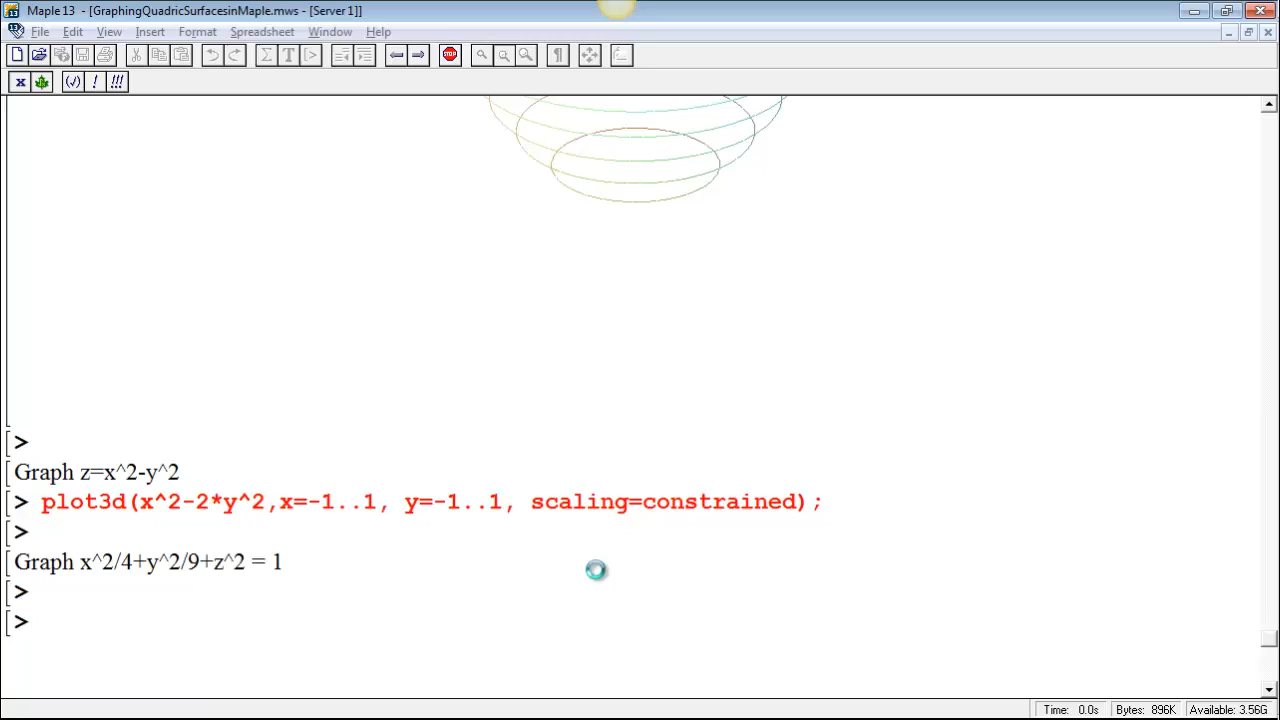 Maple 13 - [GraphingQuadricSurfacesinMaple.mws - [Server 1]]
File Edit View Insert Format Spreadsheet Window Help
STOP
x (√) ! !!!
>
Graph z=x^2-y^2
> plot3d(x^2-2*y^2,x=-1..1, y=-1..1, scaling=constrained);
>
Graph x^2/4+y^2/9+z^2 = 1
>
>
Time: 0.0s Bytes: 896K Available: 3.56G